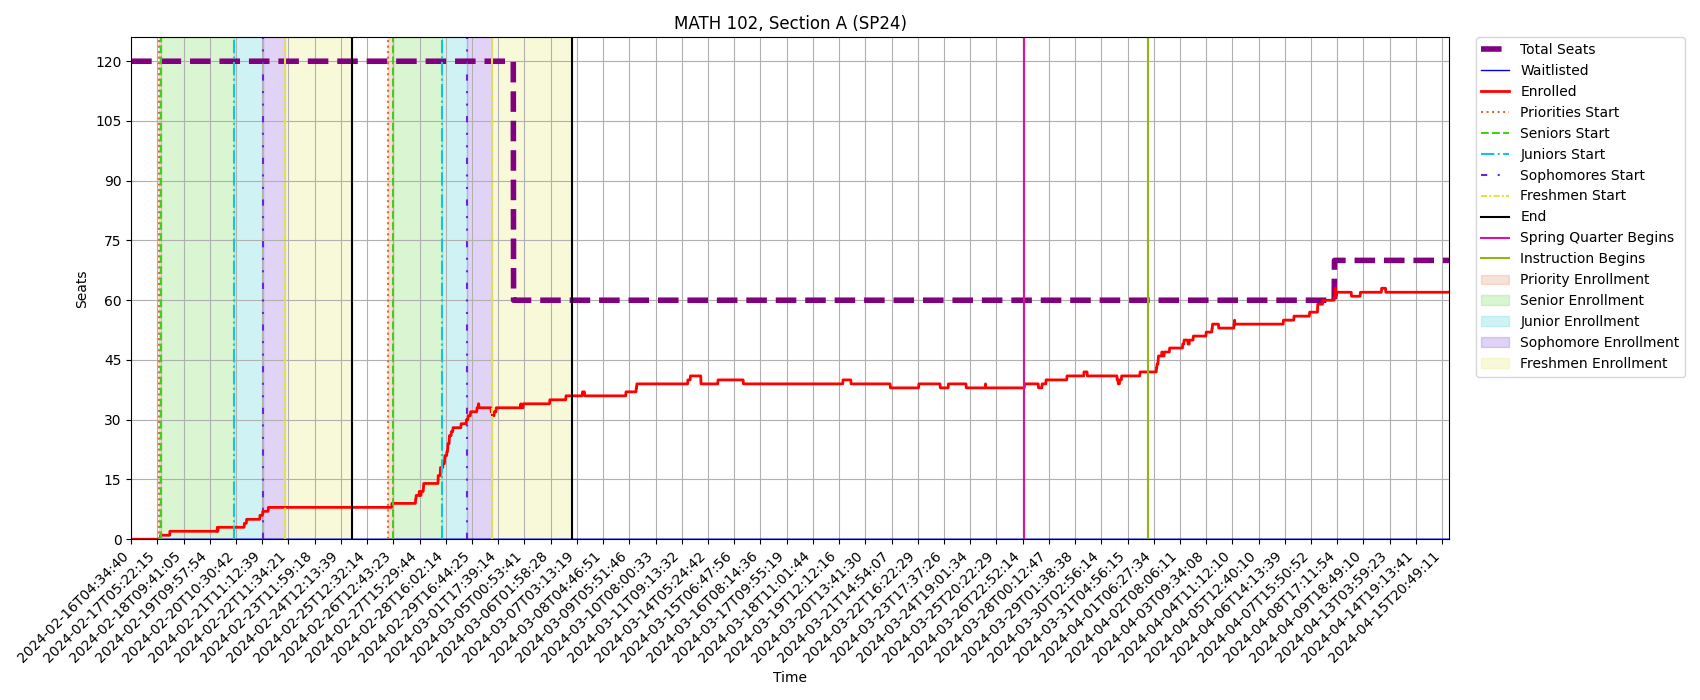 MATH 102, Section A (SP24)
Seats
120
105
90
75
60
45
30
15
0
2024-02-16T04:34:40
2024-02-17T05:22:15
2024-02-18T09:41:05
2024-02-19T09:57:54
2024-02-20T10:30:42
2024-02-21T11:12:39
2024-02-22T11:34:21
2024-02-23T11:59:18
2024-02-24T12:13:39
2024-02-25T12:32:14
2024-02-26T12:43:23
2024-02-27T15:29:44
2024-02-28T16:02:14
2024-02-29T16:44:25
2024-03-01T17:39:14
2024-03-05T00:53:41
2024-03-06T01:58:28
2024-03-07T03:13:19
2024-03-08T04:46:51
2024-03-09T05:51:46
2024-03-10T08:00:33
2024-03-11T09:13:32
2024-03-14T05:24:42
2024-03-15T06:47:56
2024-03-16T08:14:36
2024-03-17T09:55:19
2024-03-18T11:01:44
2024-03-19T12:12:16
2024-03-20T13:41:30
2024-03-21T14:54:07
2024-03-22T16:22:29
2024-03-23T17:37:26
2024-03-24T19:01:34
2024-03-25T20:22:29
2024-03-26T22:52:14
2024-03-28T00:12:47
2024-03-29T01:38:38
2024-03-30T02:56:14
2024-03-31T04:56:15
2024-04-01T06:27:34
2024-04-02T08:06:11
2024-04-03T09:34:08
2024-04-04T11:12:10
2024-04-05T12:40:10
2024-04-06T14:13:39
2024-04-07T15:50:52
2024-04-08T17:11:54
2024-04-09T18:49:10
2024-04-13T03:59:23
2024-04-14T19:13:41
2024-04-15T20:49:11
Time
Total Seats
Waitlisted
Enrolled
Priorities Start
Seniors Start
Juniors Start
Sophomores Start
Freshmen Start
End
Spring Quarter Begins
Instruction Begins
Priority Enrollment
Senior Enrollment
Junior Enrollment
Sophomore Enrollment
Freshmen Enrollment